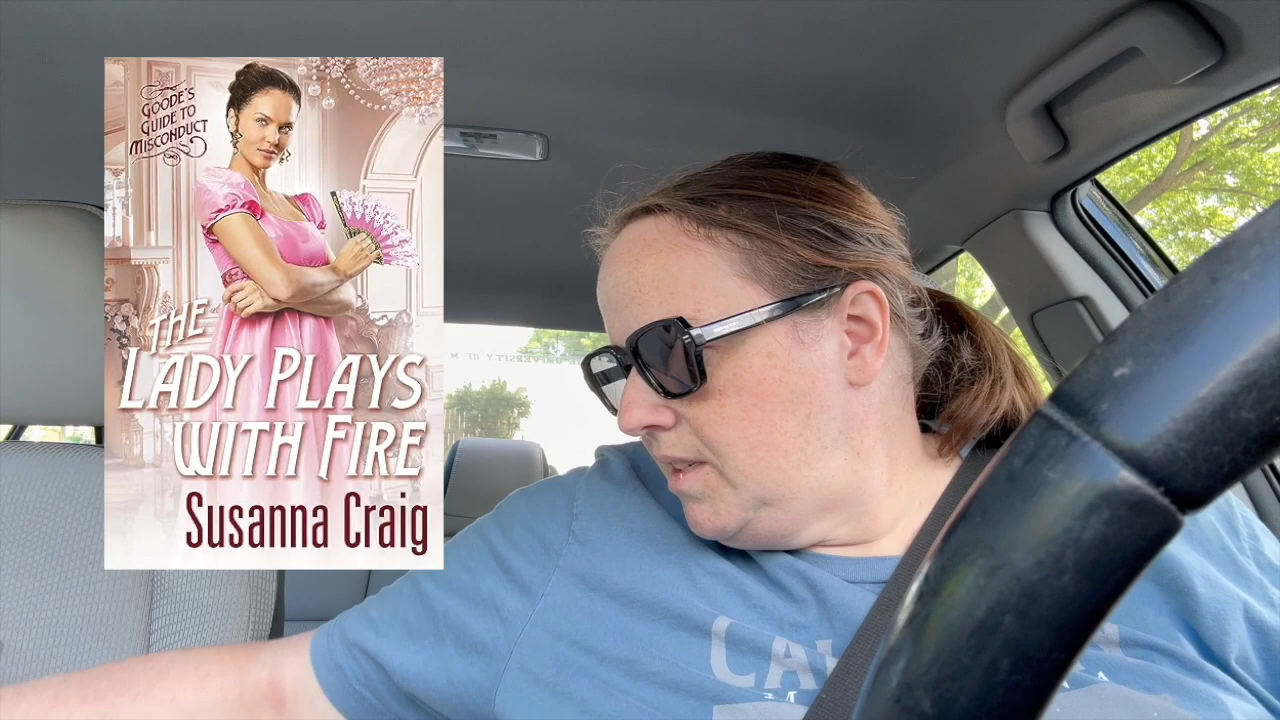 GOODE'S
GUIDE TO
MISCONDUCT
THE
LADY PLAYS
WITH FIRE
Susanna Craig